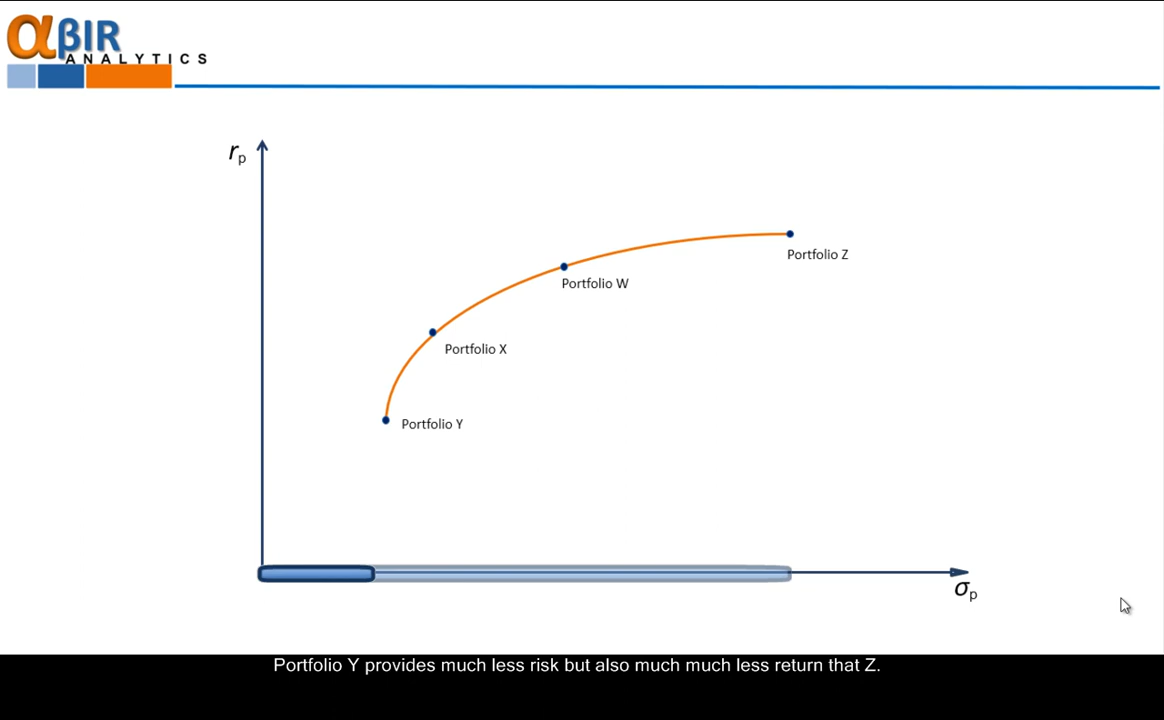 αβIR
ANALYTICS
rp
Portfolio Z
Portfolio W
Portfolio X
Portfolio Y
σp
Portfolio Y provides much less risk but also much much less return that Z.